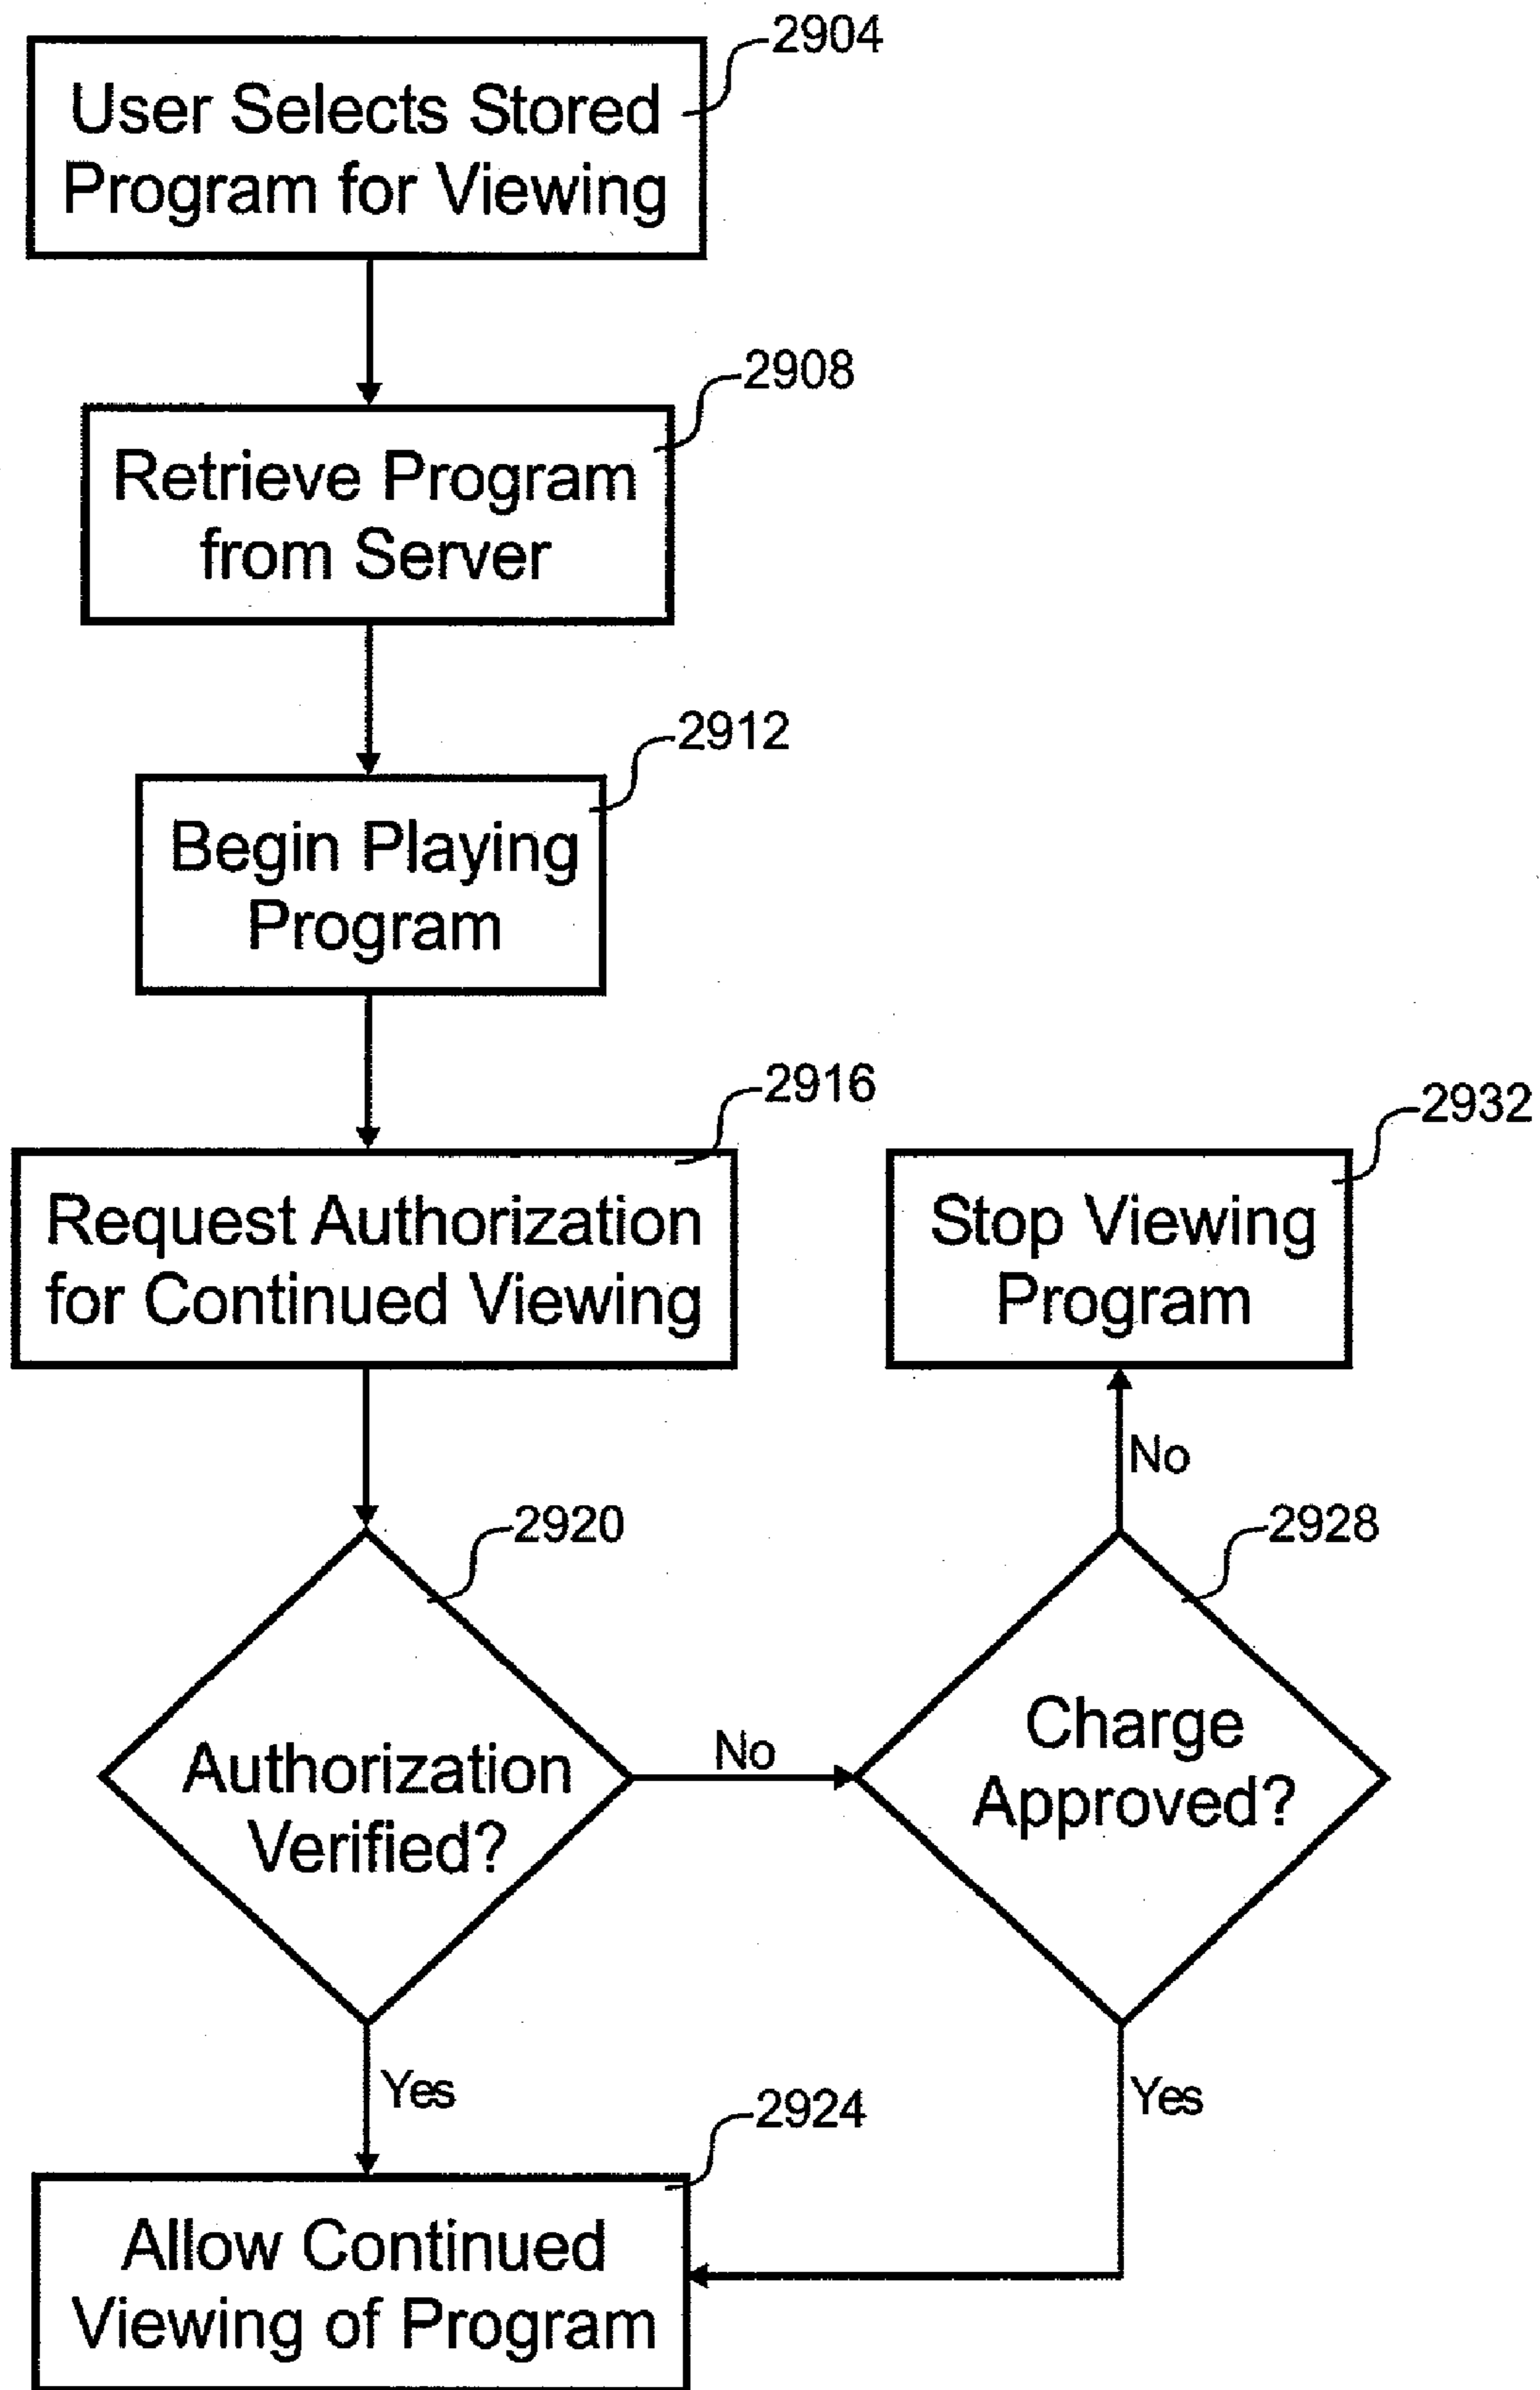 2904
User Selects Stored
Program for Viewing
2908
Retrieve Program
from Server
2912
Begin Playing
Program
2916
Request Authorization
for Continued Viewing
2932
Stop Viewing
Program
No
2920
Authorization
Verified?
No
2928
Charge
Approved?
Yes
Yes
2924
Allow Continued
Viewing of Program